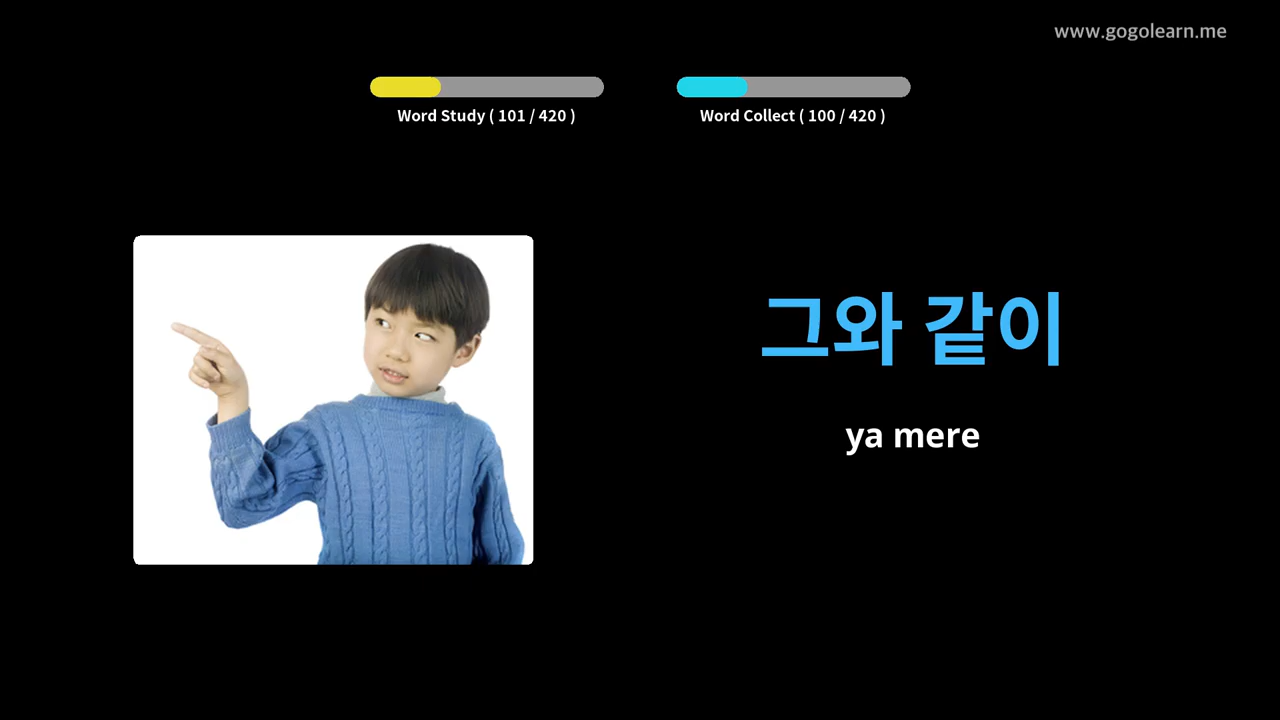 www.gogolearn.me
Word Study ( 101 / 420 )
Word Collect ( 100 / 420 )
그와 같이
ya mere